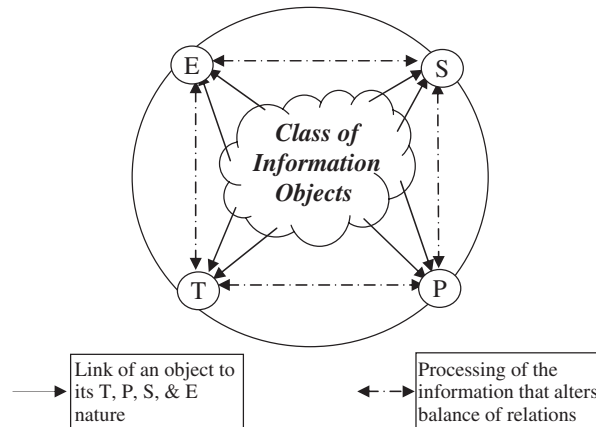 E
S
Class of
Information
Objects
T
P
Link of an object to
its T, P, S, & E
nature
Processing of the
information that alters
balance of relations